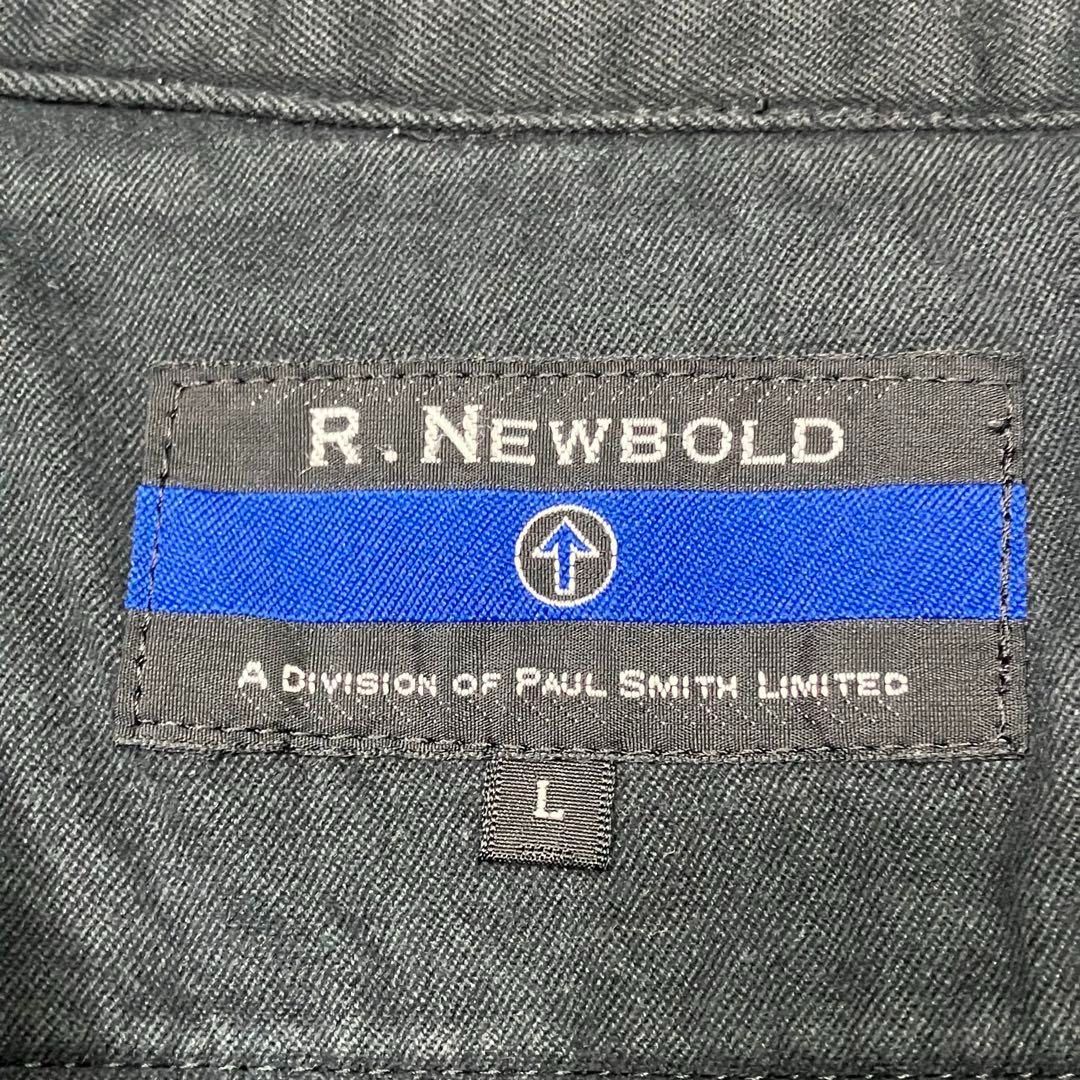 R. NEWBOLD
A DIVISION OF PAUL SMITH LIMITED
L